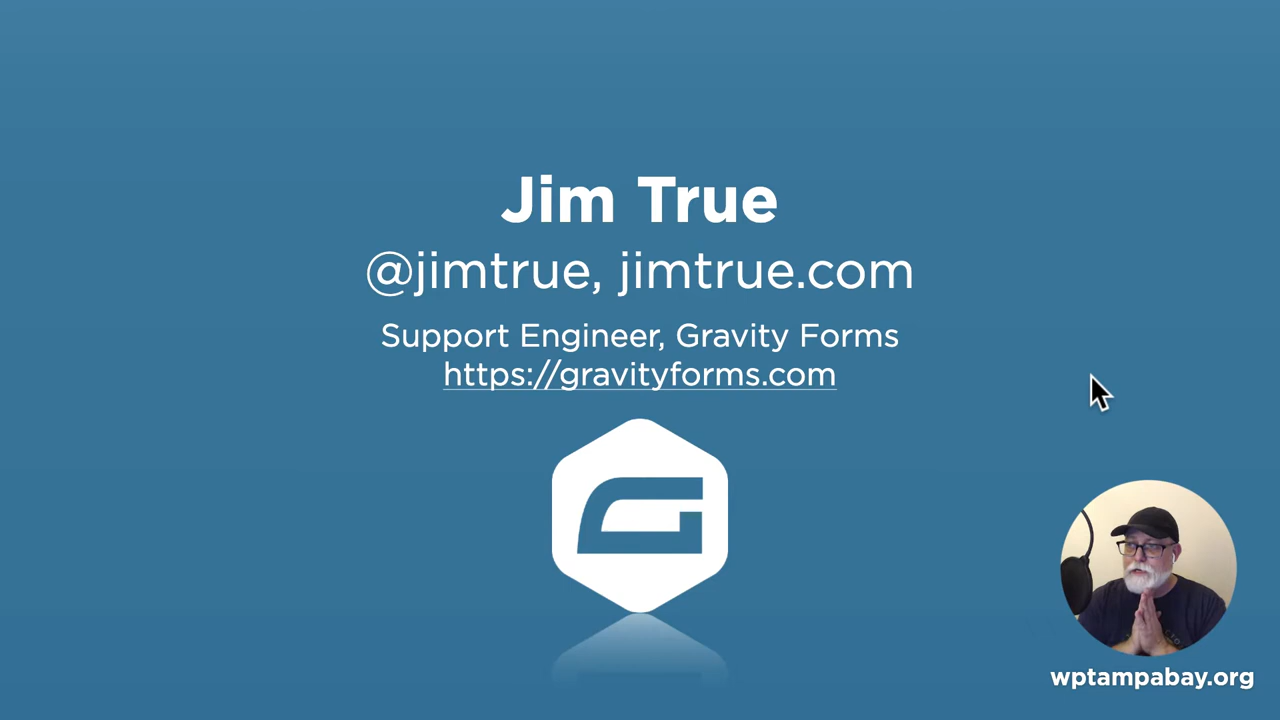 Jim True
@jimtrue, jimtrue.com
Support Engineer, Gravity Forms
https://gravityforms.com
wptampabay.org